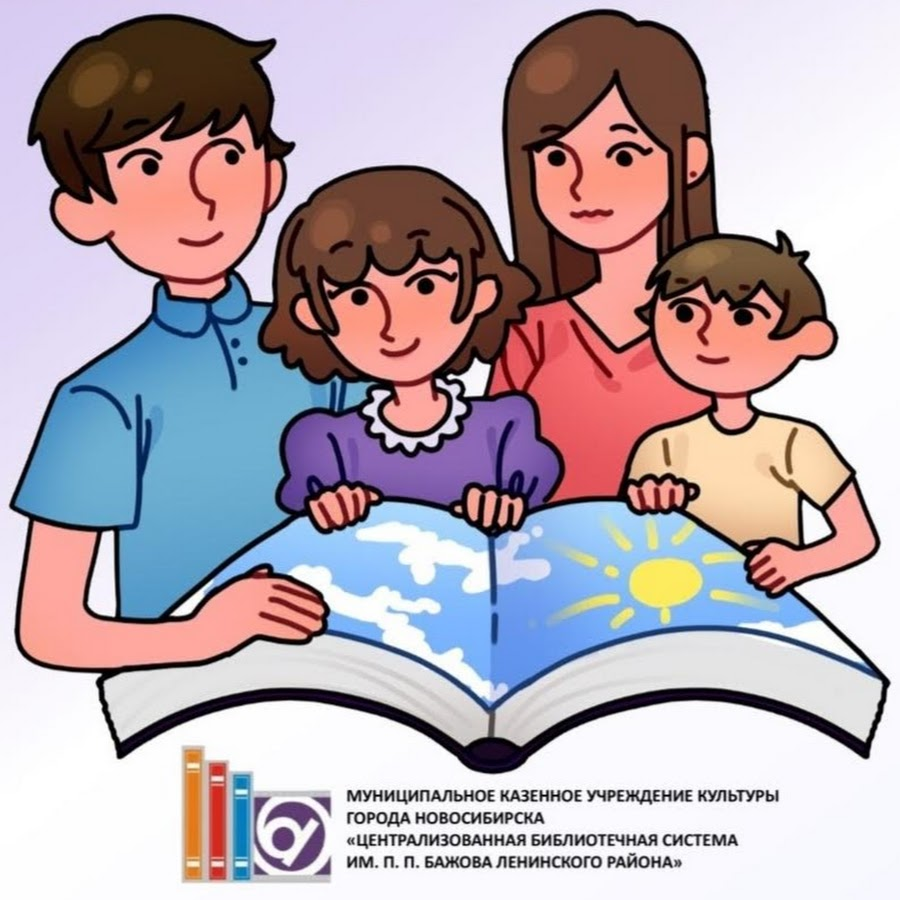 МУНИЦИПАЛЬНОЕ КАЗЕННОЕ УЧРЕЖДЕНИЕ КУЛЬТУРЫ
ГОРОДА НОВОСИБИРСКА
«ЦЕНТРАЛИЗОВАННАЯ БИБЛИОТЕЧНАЯ СИСТЕМА
ИМ. П. П. БАЖОВА ЛЕНИНСКОГО РАЙОНА»